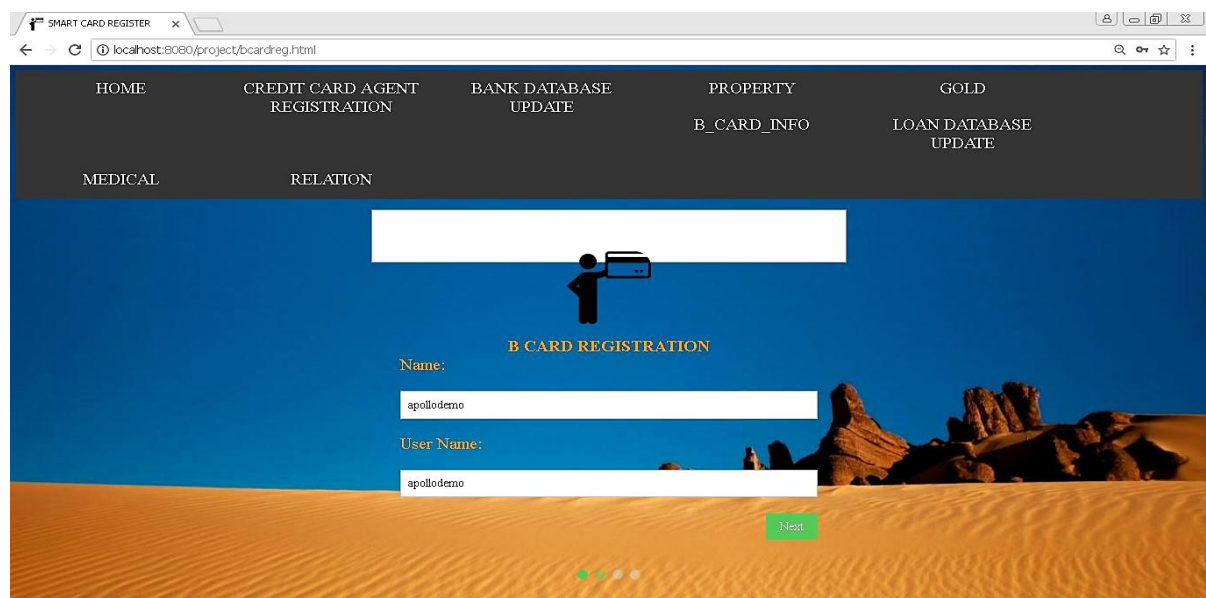 SMART CARD REGISTER
localhost:8080/project/bcardreg.html
HOME
CREDIT CARD AGENT
REGISTRATION
BANK DATABASE
UPDATE
PROPERTY
GOLD
B_CARD_INFO
LOAN DATABASE
UPDATE
MEDICAL
RELATION
B CARD REGISTRATION
Name:
apollodemo
User Name:
apollodemo
Next